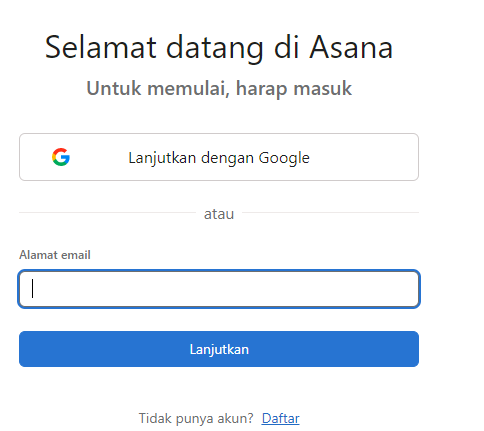 Selamat datang di Asana
Untuk memulai, harap masuk
Lanjutkan dengan Google
atau
Alamat email
Lanjutkan
Tidak punya akun? Daftar